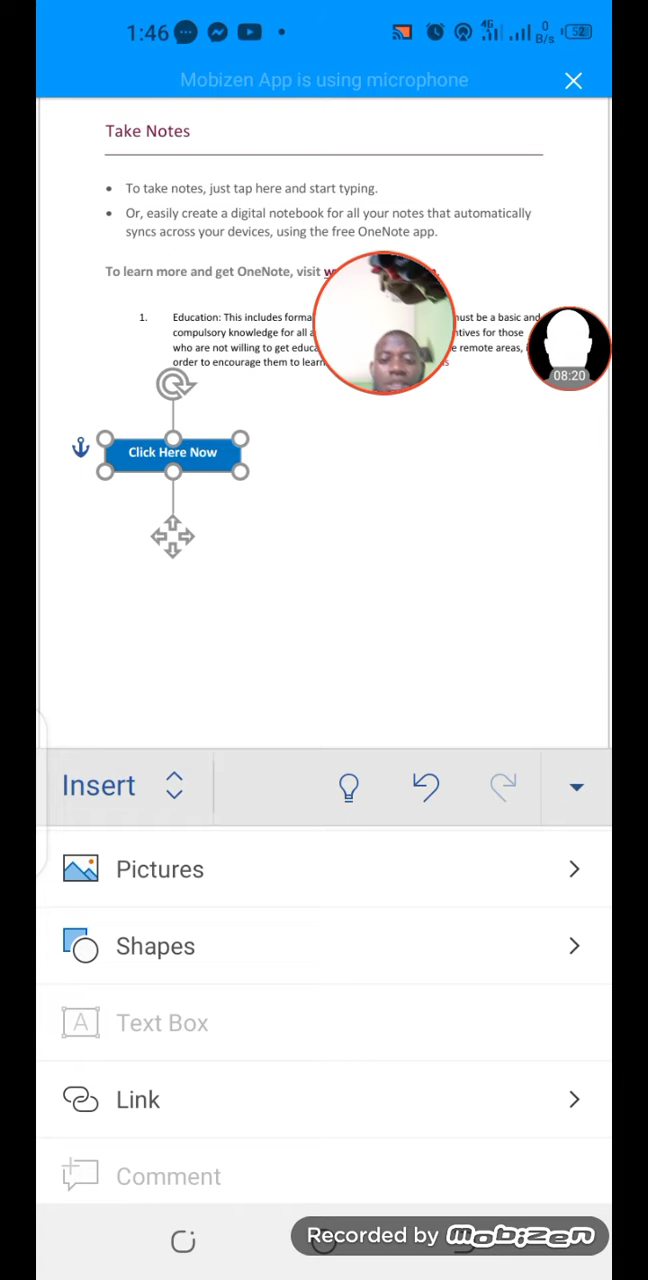 1:46 4G 0 B/s 52
Mobizen App is using microphone
Take Notes
To take notes, just tap here and start typing.
Or, easily create a digital notebook for all your notes that automatically
syncs across your devices, using the free OneNote app.
To learn more and get OneNote, visit
1. Education: This includes must be a basic and
compulsory knowledge for all for those
who are not willing to get remote areas,
order to encourage them to
08:20
Click Here Now
Insert
Pictures
Shapes
A Text Box
Link
Comment
Recorded by mobizen